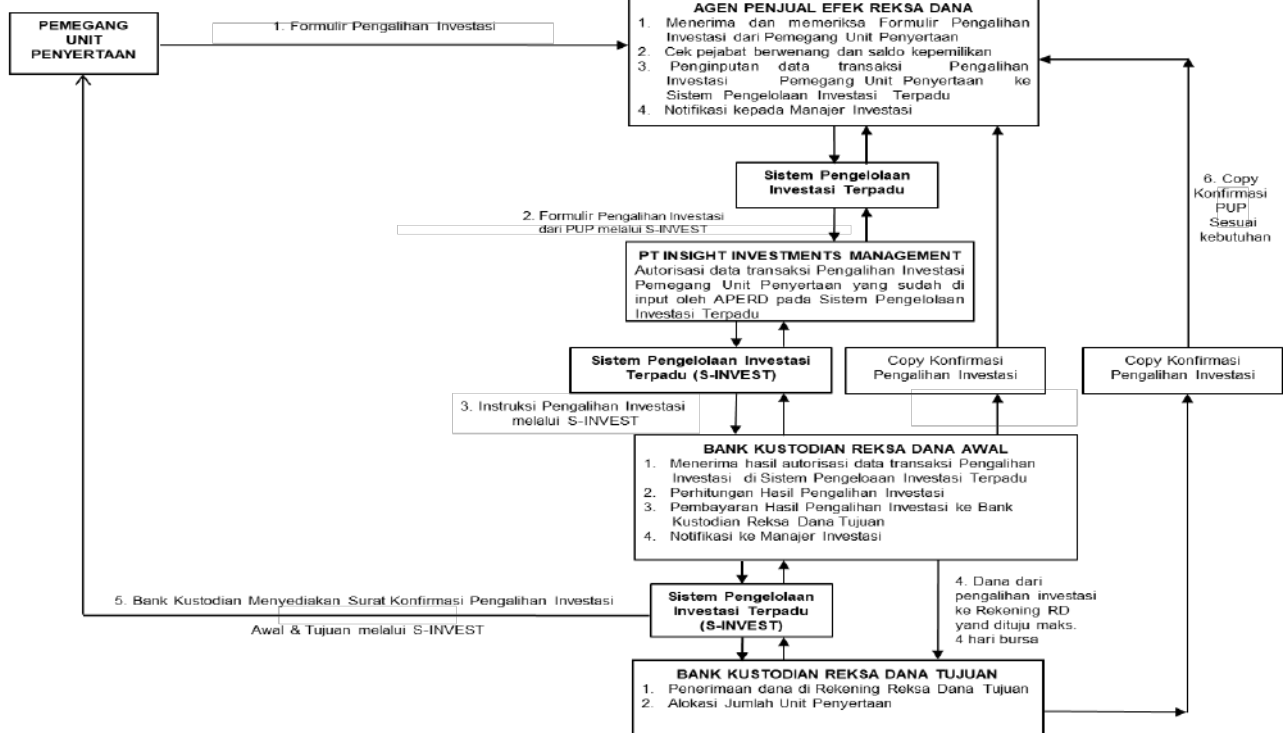 PEMEGANG
UNIT
PENYERTAAN
1. Formulir Pengalihan Investasi
AGEN PENJUAL EFEK REKSA DANA
1. Menerima dan memeriksa Formulir Pengalihan
Investasi dari Pemegang Unit Penyertaan
2. Cek pejabat berwenang dan saldo kepemilikan
3. Penginputan data transaksi Pengalihan
Investasi Pemegang Unit Penyertaan ke
Sistem Pengelolaan Investasi Terpadu
4. Notifikasi kepada Manajer Investasi
Sistem Pengelolaan
Investasi Terpadu
2. Formulir Pengalihan Investasi
dari PUP melalui S-INVEST
6. Copy
Konfirmasi
PUP
Sesuai
kebutuhan
PT INSIGHT INVESTMENTS MANAGEMENT
Autorisasi data transaksi Pengalihan Investasi
Pemegang Unit Penyertaan yang sudah di
input oleh APERD pada Sistem Pengelolaan
Investasi Terpadu
Sistem Pengelolaan Investasi
Terpadu (S-INVEST)
Copy Konfirmasi
Pengalihan Investasi
Copy Konfirmasi
Pengalihan Investasi
3. Instruksi Pengalihan Investasi
melalui S-INVEST
BANK KUSTODIAN REKSA DANA AWAL
1. Menerima hasil autorisasi data transaksi Pengalihan
Investasi di Sistem Pengeloaan Investasi Terpadu
2. Perhitungan Hasil Pengalihan Investasi
3. Pembayaran Hasil Pengalihan Investasi ke Bank
Kustodian Reksa Dana Tujuan
4. Notifikasi ke Manajer Investasi
5. Bank Kustodian Menyediakan Surat Konfirmasi Pengalihan Investasi
Awal & Tujuan melalui S-INVEST
Sistem Pengelolaan
Investasi Terpadu
(S-INVEST)
4. Dana dari
pengalihan investasi
ke Rekening RD
yand dituju maks.
4 hari bursa
BANK KUSTODIAN REKSA DANA TUJUAN
1. Penerimaan dana di Rekening Reksa Dana Tujuan
2. Alokasi Jumlah Unit Penyertaan